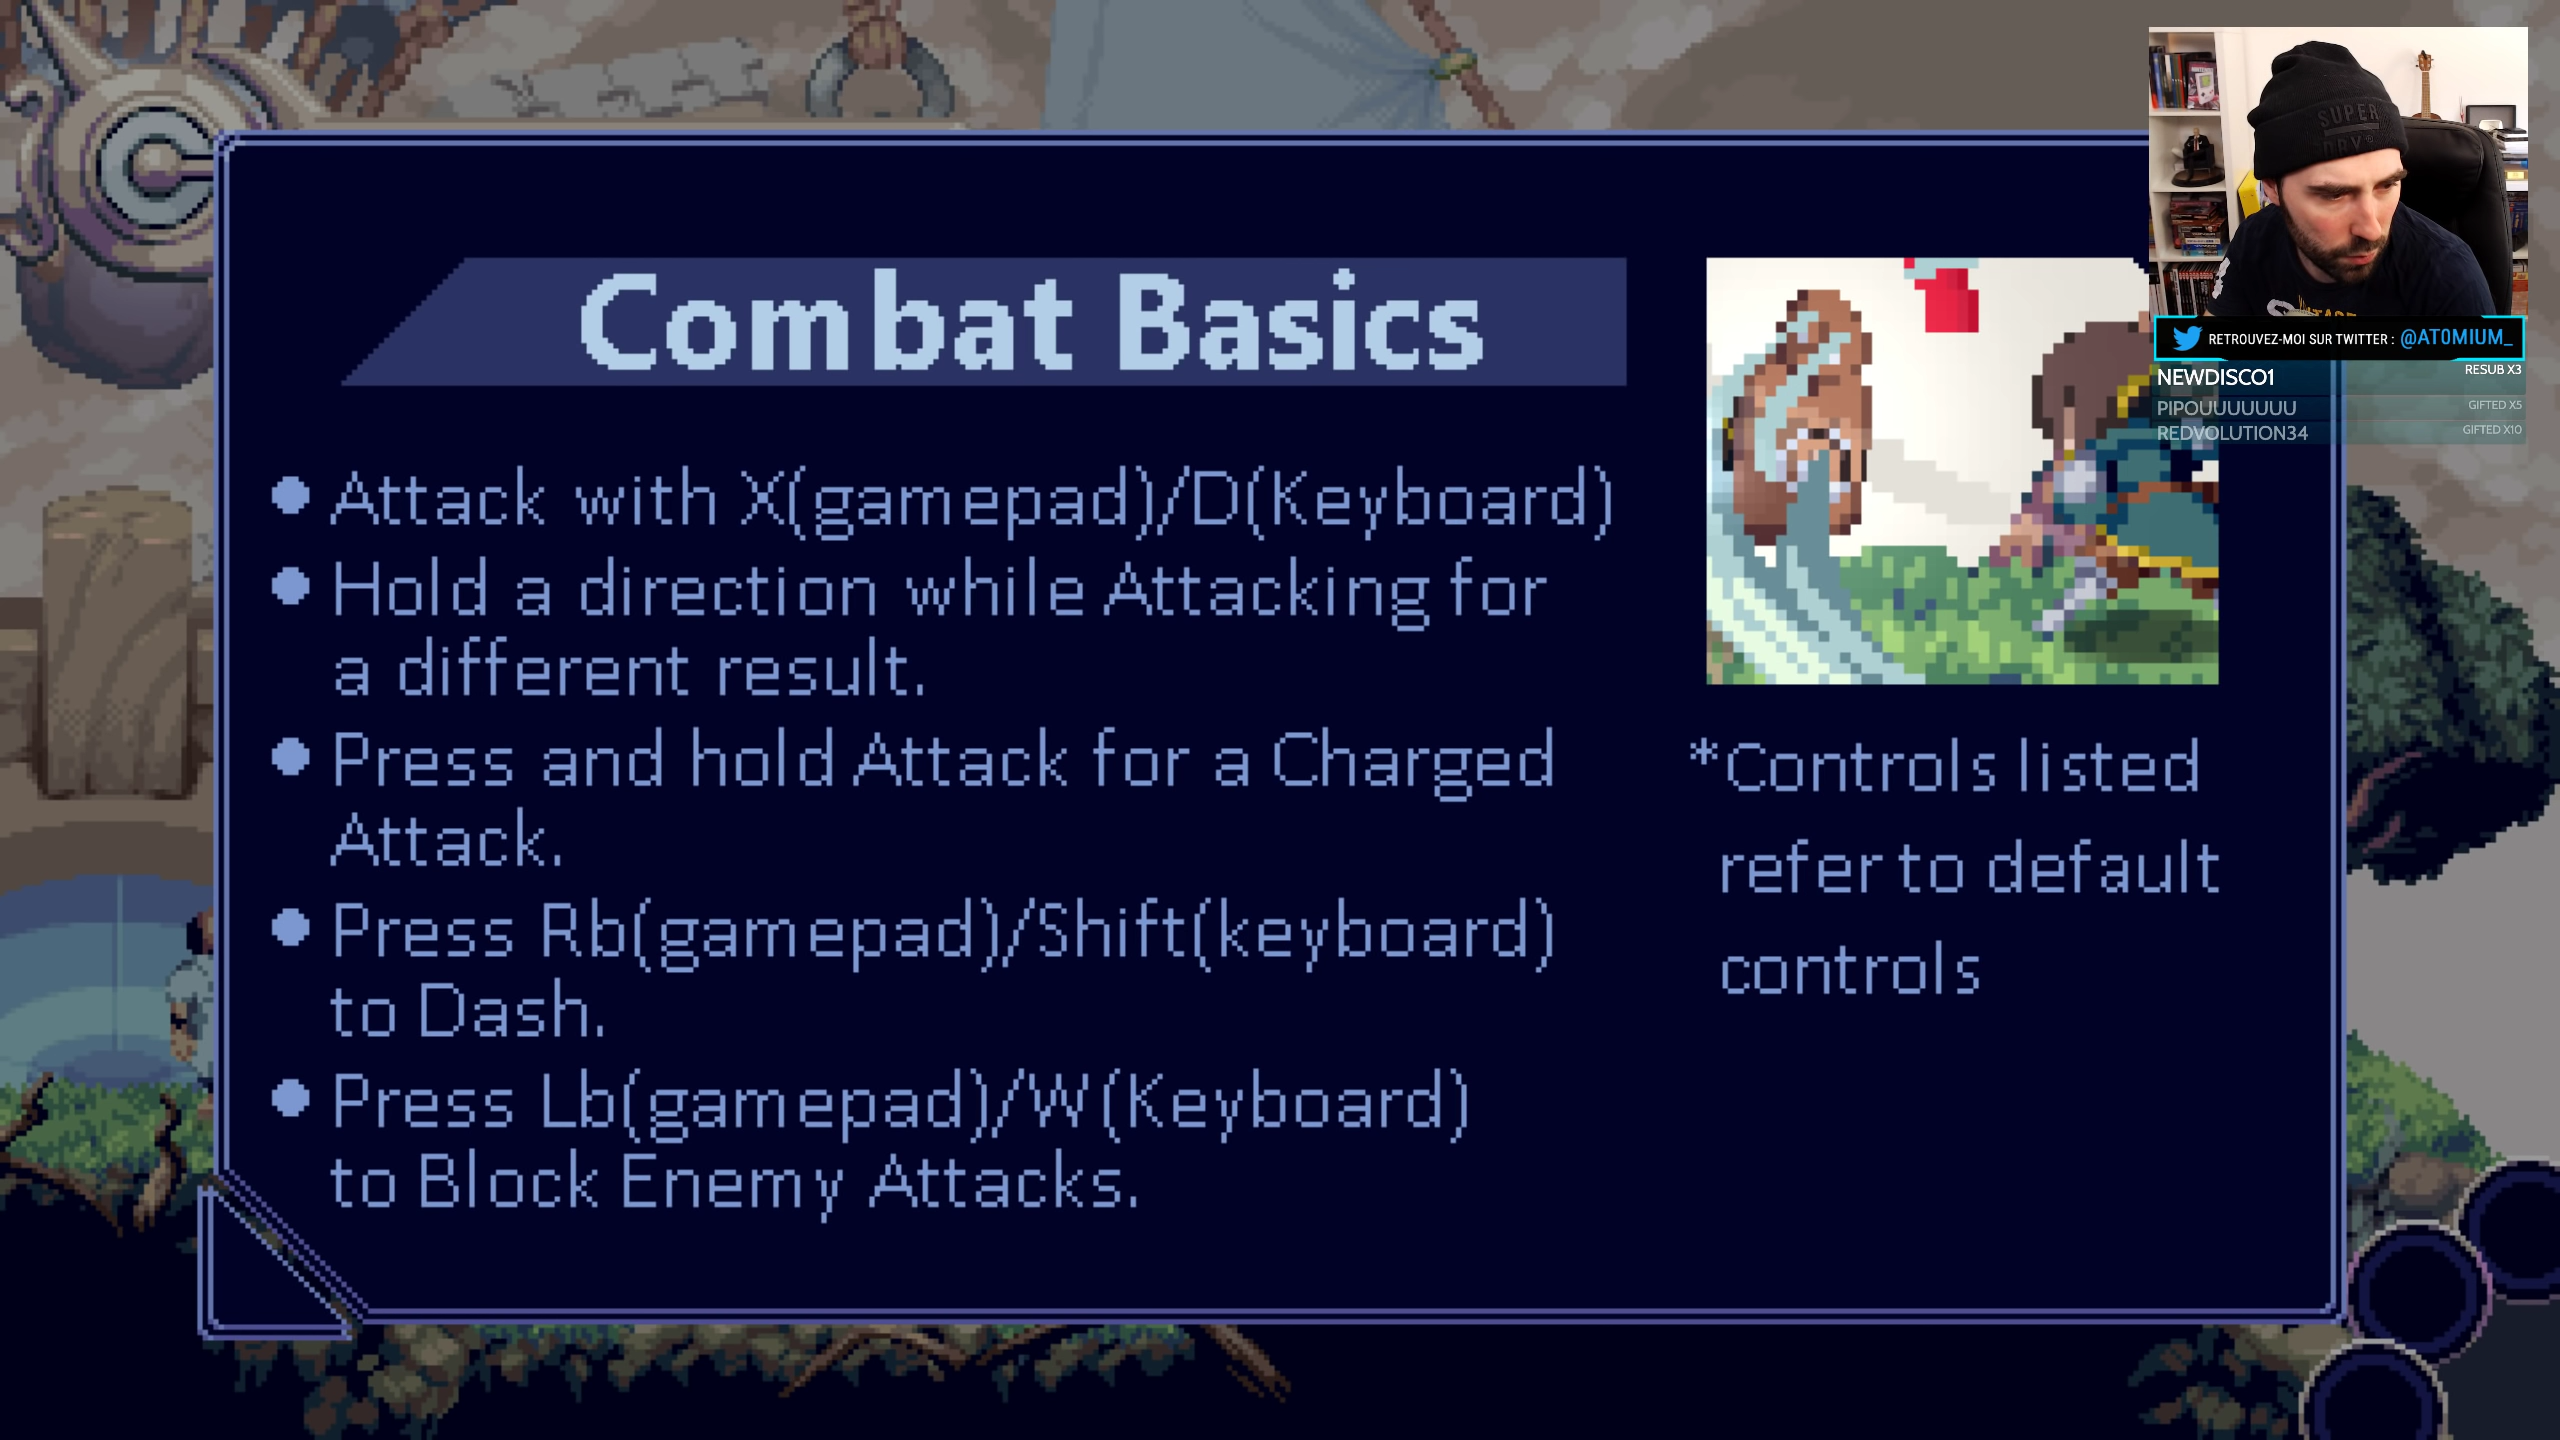 Combat Basics
Attack with X(gamepad)/D(Keyboard)
Hold a direction while Attacking for
a different result.
Press and hold Attack for a Charged
Attack.
Press Rb(gamepad)/Shift(keyboard)
to Dash.
Press Lb(gamepad)/W(Keyboard)
to Block Enemy Attacks.
*Controls listed
refer to default
controls
SUPER
DRY
RETROUVEZ-MOI SUR TWITTER : @AT0MIUM_
NEWDISCO1 RESUB X3
PIPOUUUUUUU GIFTED X5
REDVOLUTION34 GIFTED X10